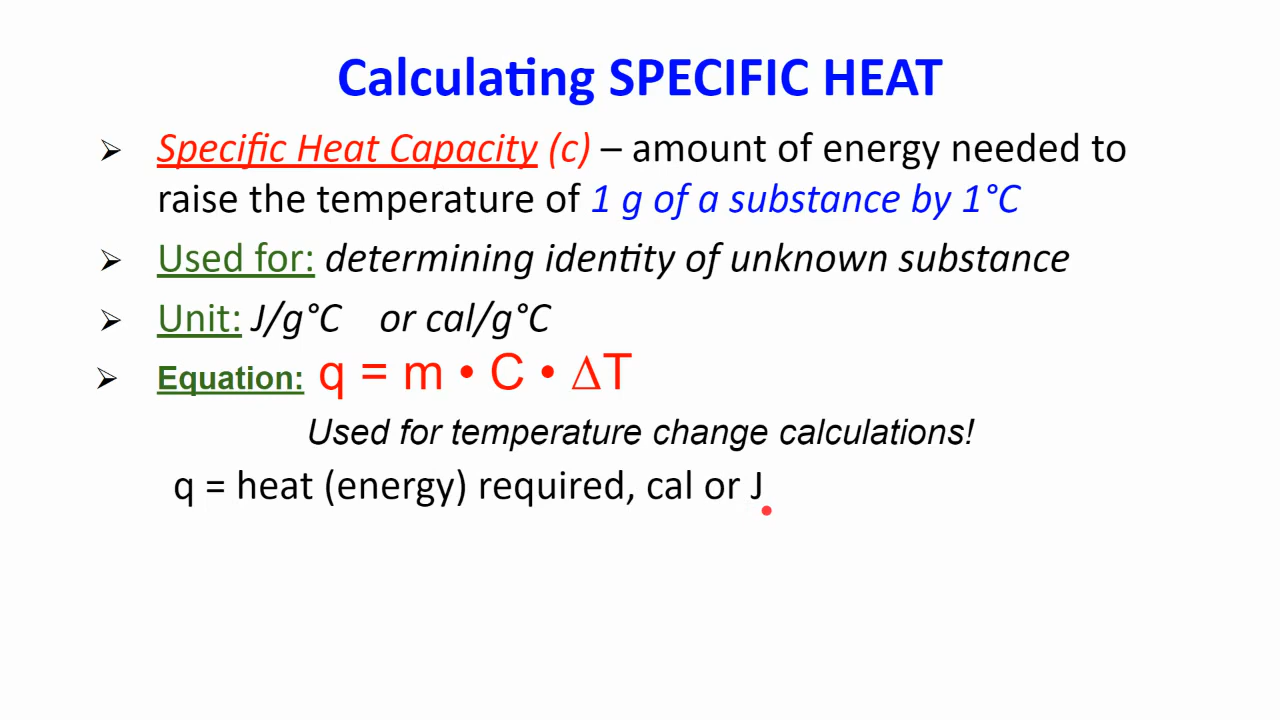 Calculating SPECIFIC HEAT
➢ Specific Heat Capacity (c) – amount of energy needed to
raise the temperature of 1 g of a substance by 1°C
➢ Used for: determining identity of unknown substance
➢ Unit: J/g°C or cal/g°C
➢ Equation: q = m • C • ΔT
Used for temperature change calculations!
q = heat (energy) required, cal or J